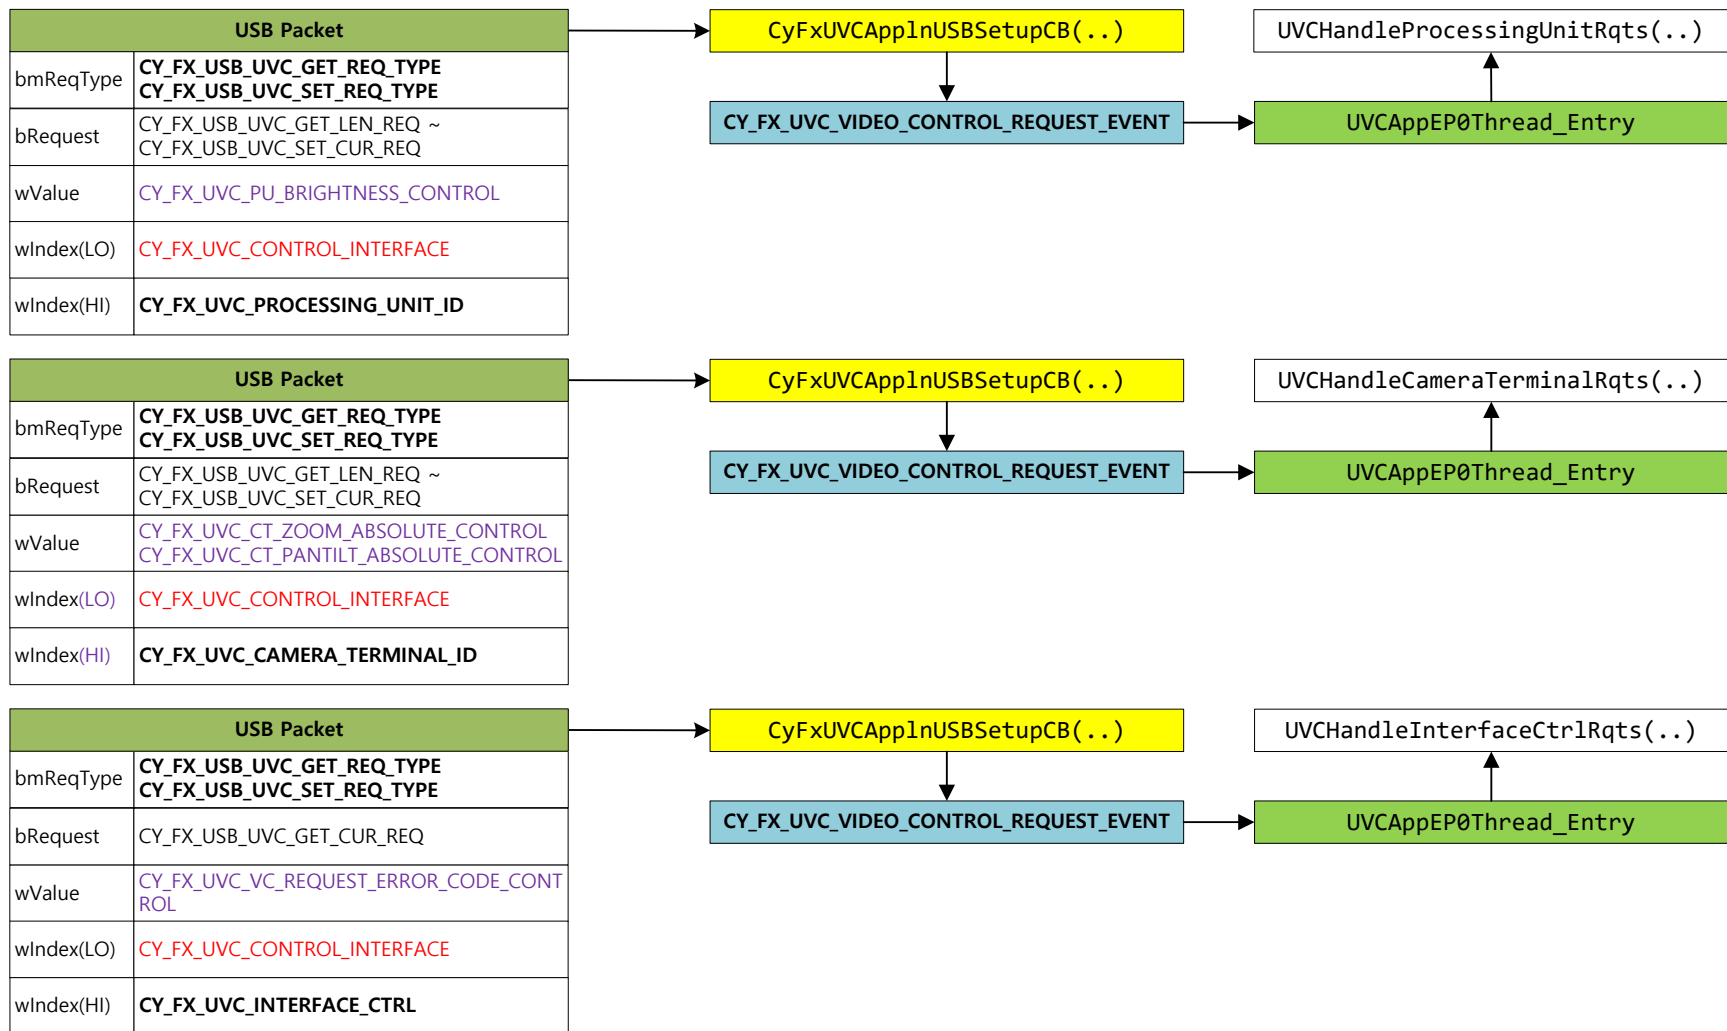 USB Packet
bmReqType
CY_FX_USB_UVC_GET_REQ_TYPE
CY_FX_USB_UVC_SET_REQ_TYPE
bRequest
CY_FX_USB_UVC_GET_LEN_REQ ~
CY_FX_USB_UVC_SET_CUR_REQ
wValue
CY_FX_UVC_PU_BRIGHTNESS_CONTROL
wIndex(LO)
CY_FX_UVC_CONTROL_INTERFACE
wIndex(HI)
CY_FX_UVC_PROCESSING_UNIT_ID
CyFxUVCApplnUSBSetupCB(..)
CY_FX_UVC_VIDEO_CONTROL_REQUEST_EVENT
UVCHandleProcessingUnitRqts(..)
UVCAppEP0Thread_Entry
USB Packet
bmReqType
CY_FX_USB_UVC_GET_REQ_TYPE
CY_FX_USB_UVC_SET_REQ_TYPE
bRequest
CY_FX_USB_UVC_GET_LEN_REQ ~
CY_FX_USB_UVC_SET_CUR_REQ
wValue
CY_FX_UVC_CT_ZOOM_ABSOLUTE_CONTROL
CY_FX_UVC_CT_PANTILT_ABSOLUTE_CONTROL
wIndex(LO)
CY_FX_UVC_CONTROL_INTERFACE
wIndex(HI)
CY_FX_UVC_CAMERA_TERMINAL_ID
CyFxUVCApplnUSBSetupCB(..)
CY_FX_UVC_VIDEO_CONTROL_REQUEST_EVENT
UVCHandleCameraTerminalRqts(..)
UVCAppEP0Thread_Entry
USB Packet
bmReqType
CY_FX_USB_UVC_GET_REQ_TYPE
CY_FX_USB_UVC_SET_REQ_TYPE
bRequest
CY_FX_USB_UVC_GET_CUR_REQ
wValue
CY_FX_UVC_VC_REQUEST_ERROR_CODE_CONT
ROL
wIndex(LO)
CY_FX_UVC_CONTROL_INTERFACE
wIndex(HI)
CY_FX_UVC_INTERFACE_CTRL
CyFxUVCApplnUSBSetupCB(..)
CY_FX_UVC_VIDEO_CONTROL_REQUEST_EVENT
UVCHandleInterfaceCtrlRqts(..)
UVCAppEP0Thread_Entry